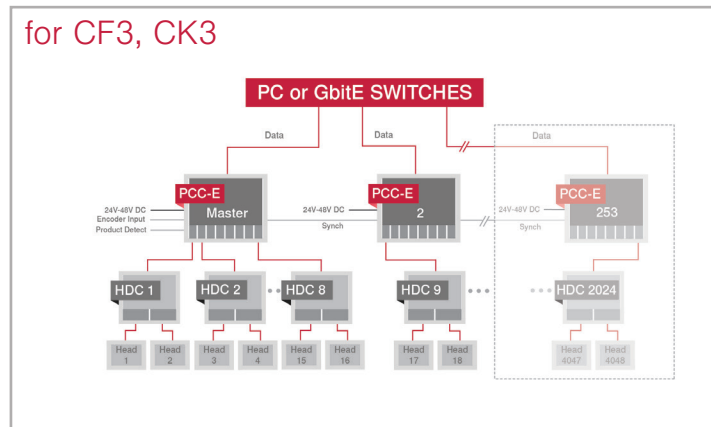 for CF3, CK3
PC or GbitE SWITCHES
Data
Data
Data
PCC-E
PCC-E
PCC-E
24V-48V DC
Encoder Input
Product Detect
Master
24V-48V DC
Synch
2
24V-48V DC
Synch
253
HDC 1
HDC 2
HDC 8
HDC 9
HDC 2024
Head 1
Head 2
Head 3
Head 4
Head 15
Head 16
Head 17
Head 18
Head 4047
Head 4048